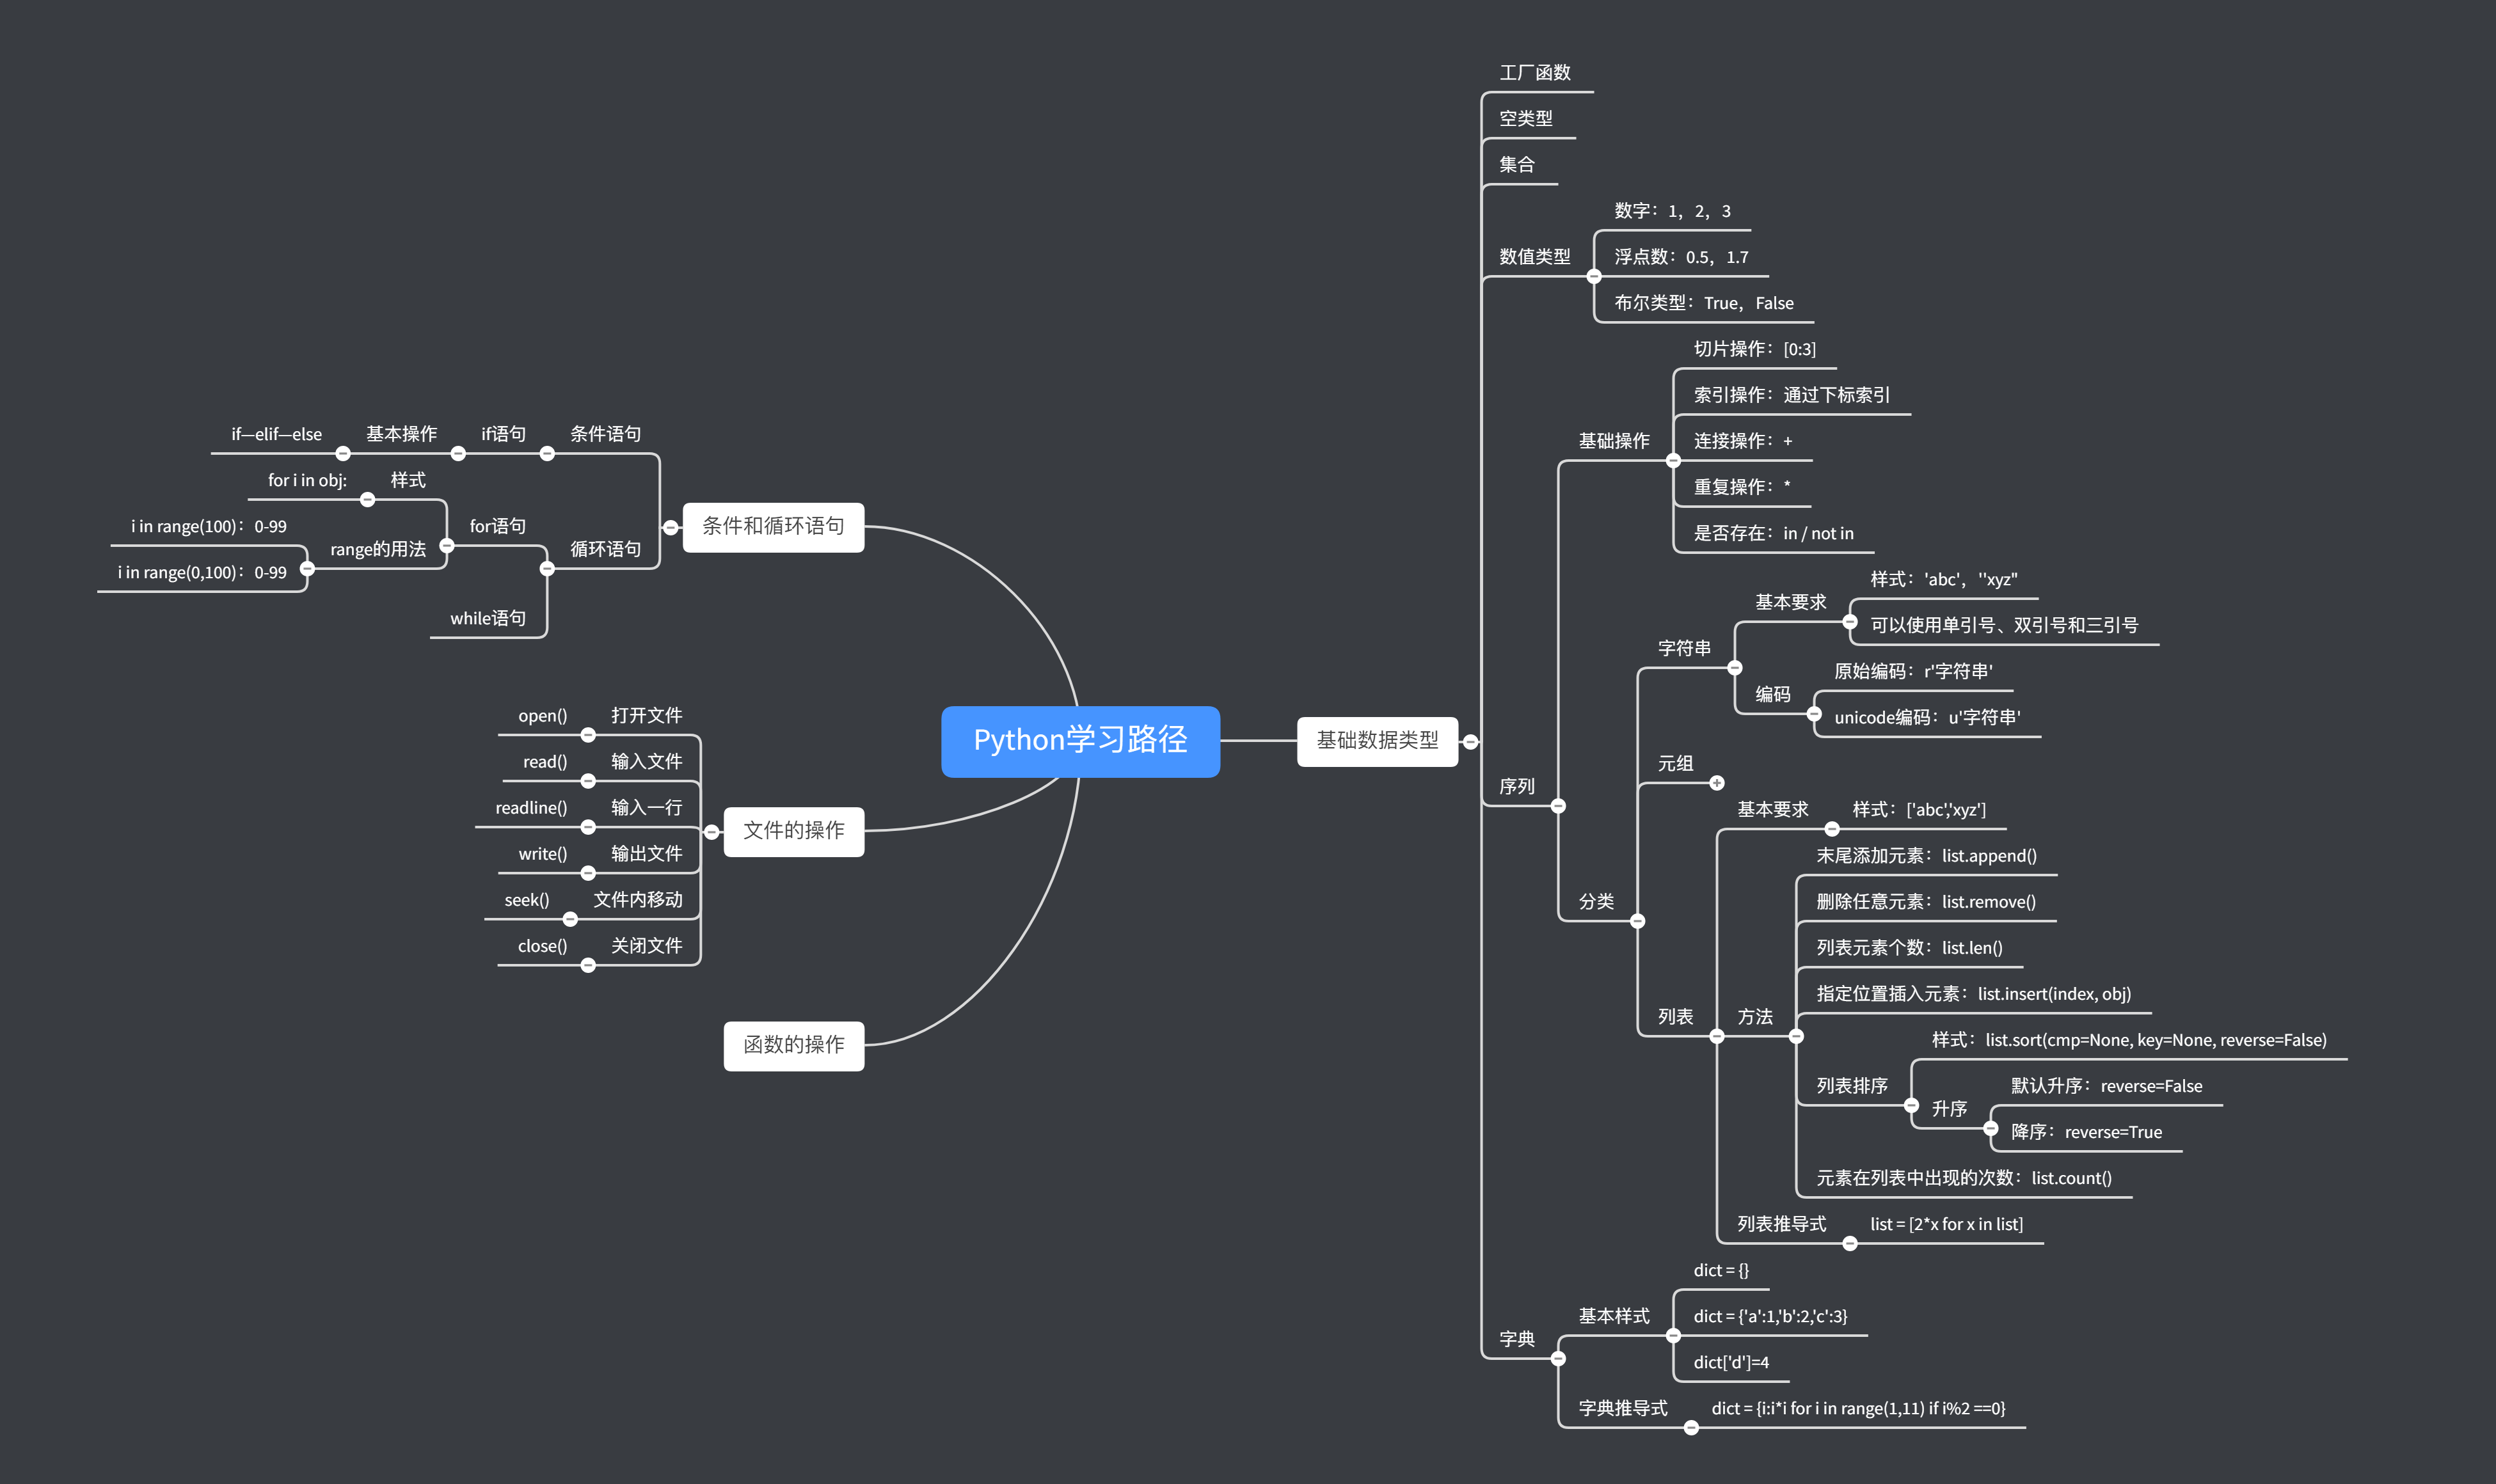 Python学习路径
条件和循环语句
条件语句
if语句
基本操作
if—elif—else
循环语句
for语句
样式
for i in obj:
range的用法
i in range(100)：0-99
i in range(0,100)：0-99
while语句
文件的操作
打开文件
open()
输入文件
read()
输入一行
readline()
输出文件
write()
文件内移动
seek()
关闭文件
close()
函数的操作
基础数据类型
工厂函数
空类型
集合
数值类型
数字：1，2，3
浮点数：0.5，1.7
布尔类型：True，False
序列
基础操作
切片操作：[0:3]
索引操作：通过下标索引
连接操作：+
重复操作：*
是否存在：in / not in
分类
字符串
基本要求
样式：'abc'，''xyz"
可以使用单引号、双引号和三引号
编码
原始编码：r'字符串'
unicode编码：u'字符串'
元组
列表
基本要求
样式：['abc','xyz']
方法
末尾添加元素：list.append()
删除任意元素：list.remove()
列表元素个数：list.len()
指定位置插入元素：list.insert(index, obj)
列表排序
样式：list.sort(cmp=None, key=None, reverse=False)
升序
默认升序：reverse=False
降序：reverse=True
元素在列表中出现的次数：list.count()
列表推导式
list = [2*x for x in list]
字典
基本样式
dict = {}
dict = {'a':1,'b':2,'c':3}
dict['d']=4
字典推导式
dict = {i:i*i for i in range(1,11) if i%2 ==0}